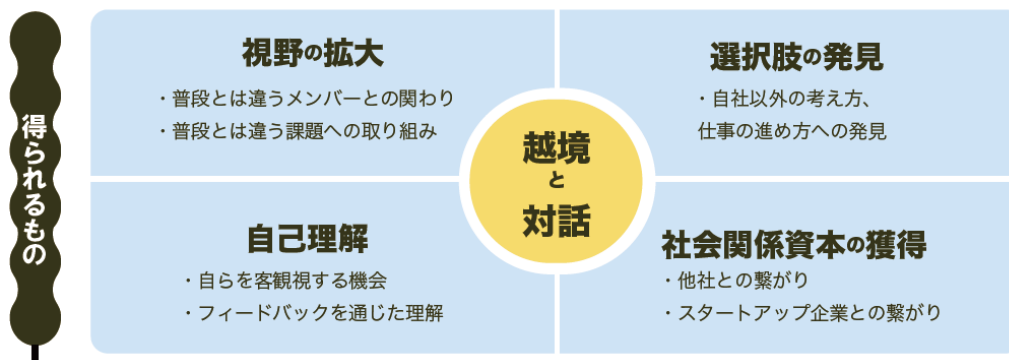 得られるもの
視野の拡大
・普段とは違うメンバーとの関わり
・普段とは違う課題への取り組み
選択肢の発見
・自社以外の考え方、
仕事の進め方への発見
越境
と
対話
自己理解
・自らを客観視する機会
・フィードバックを通じた理解
社会関係資本の獲得
・他社との繋がり
・スタートアップ企業との繋がり